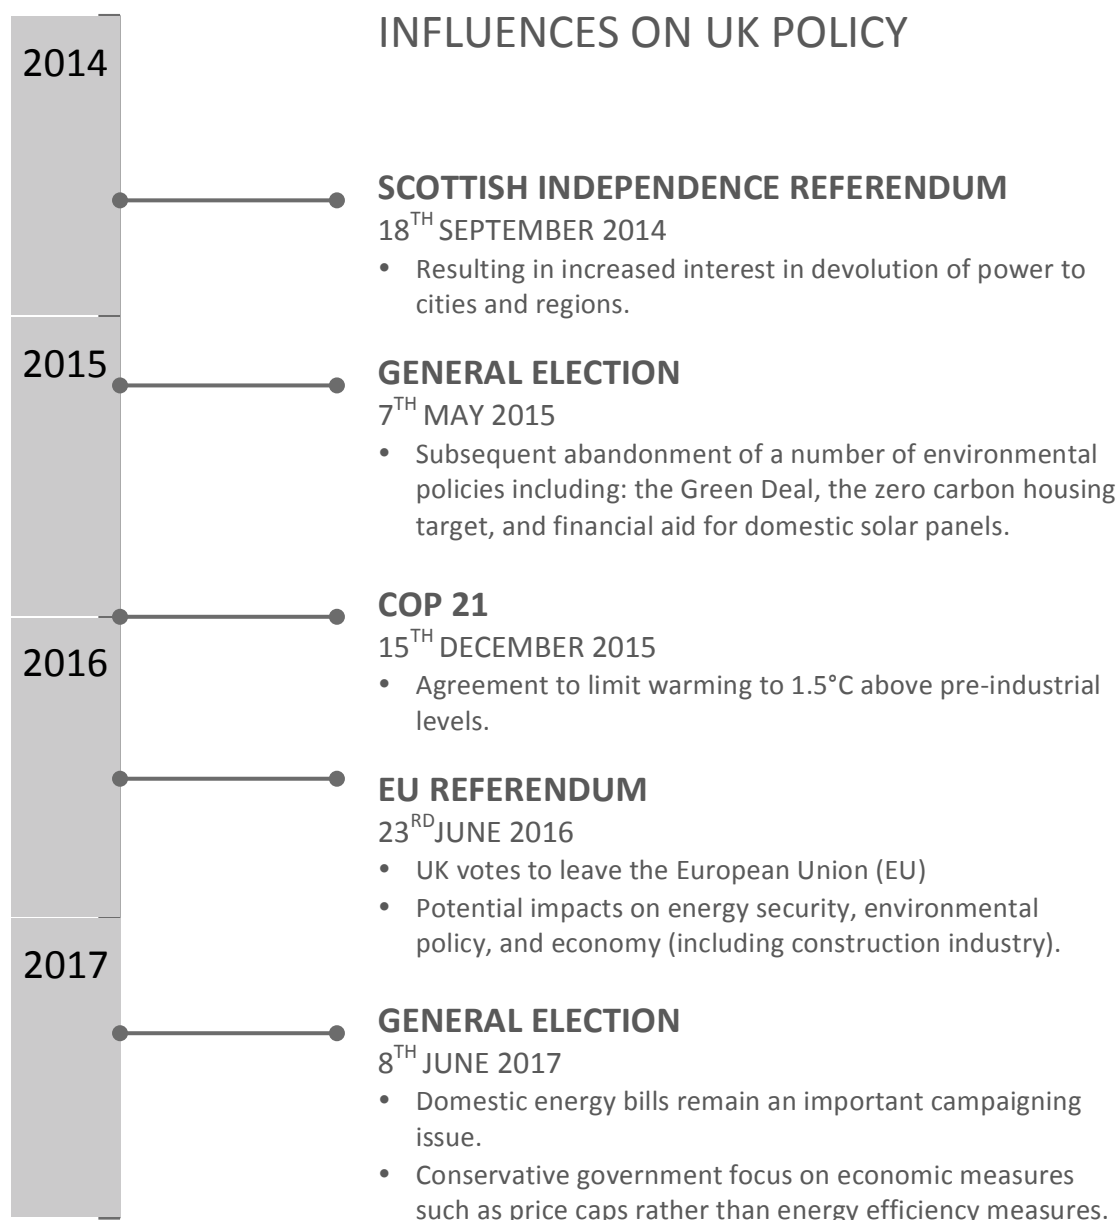 INFLUENCES ON UK POLICY
2014
SCOTTISH INDEPENDENCE REFERENDUM
18TH SEPTEMBER 2014
• Resulting in increased interest in devolution of power to
cities and regions.
2015
GENERAL ELECTION
7TH MAY 2015
• Subsequent abandonment of a number of environmental
policies including: the Green Deal, the zero carbon housing
target, and financial aid for domestic solar panels.
COP 21
15TH DECEMBER 2015
2016
• Agreement to limit warming to 1.5°C above pre-industrial
levels.
EU REFERENDUM
23RD JUNE 2016
• UK votes to leave the European Union (EU)
• Potential impacts on energy security, environmental
policy, and economy (including construction industry).
2017
GENERAL ELECTION
8TH JUNE 2017
• Domestic energy bills remain an important campaigning
issue.
• Conservative government focus on economic measures
such as price caps rather than energy efficiency measures.